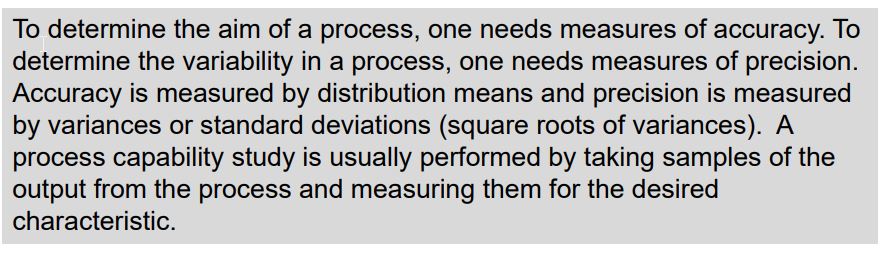 To determine the aim of a process, one needs measures of accuracy. To
determine the variability in a process, one needs measures of precision.
Accuracy is measured by distribution means and precision is measured
by variances or standard deviations (square roots of variances).  A
process capability study is usually performed by taking samples of the
output from the process and measuring them for the desired
characteristic.